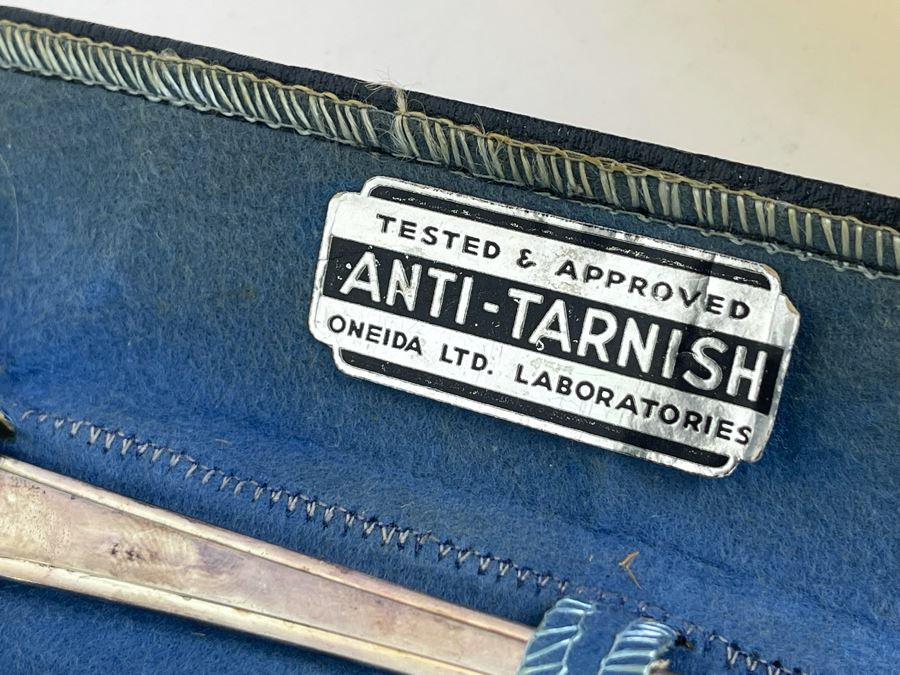 TESTED & APPROVED
ANTI-TARNISH
ONEIDA LTD. LABORATORIES